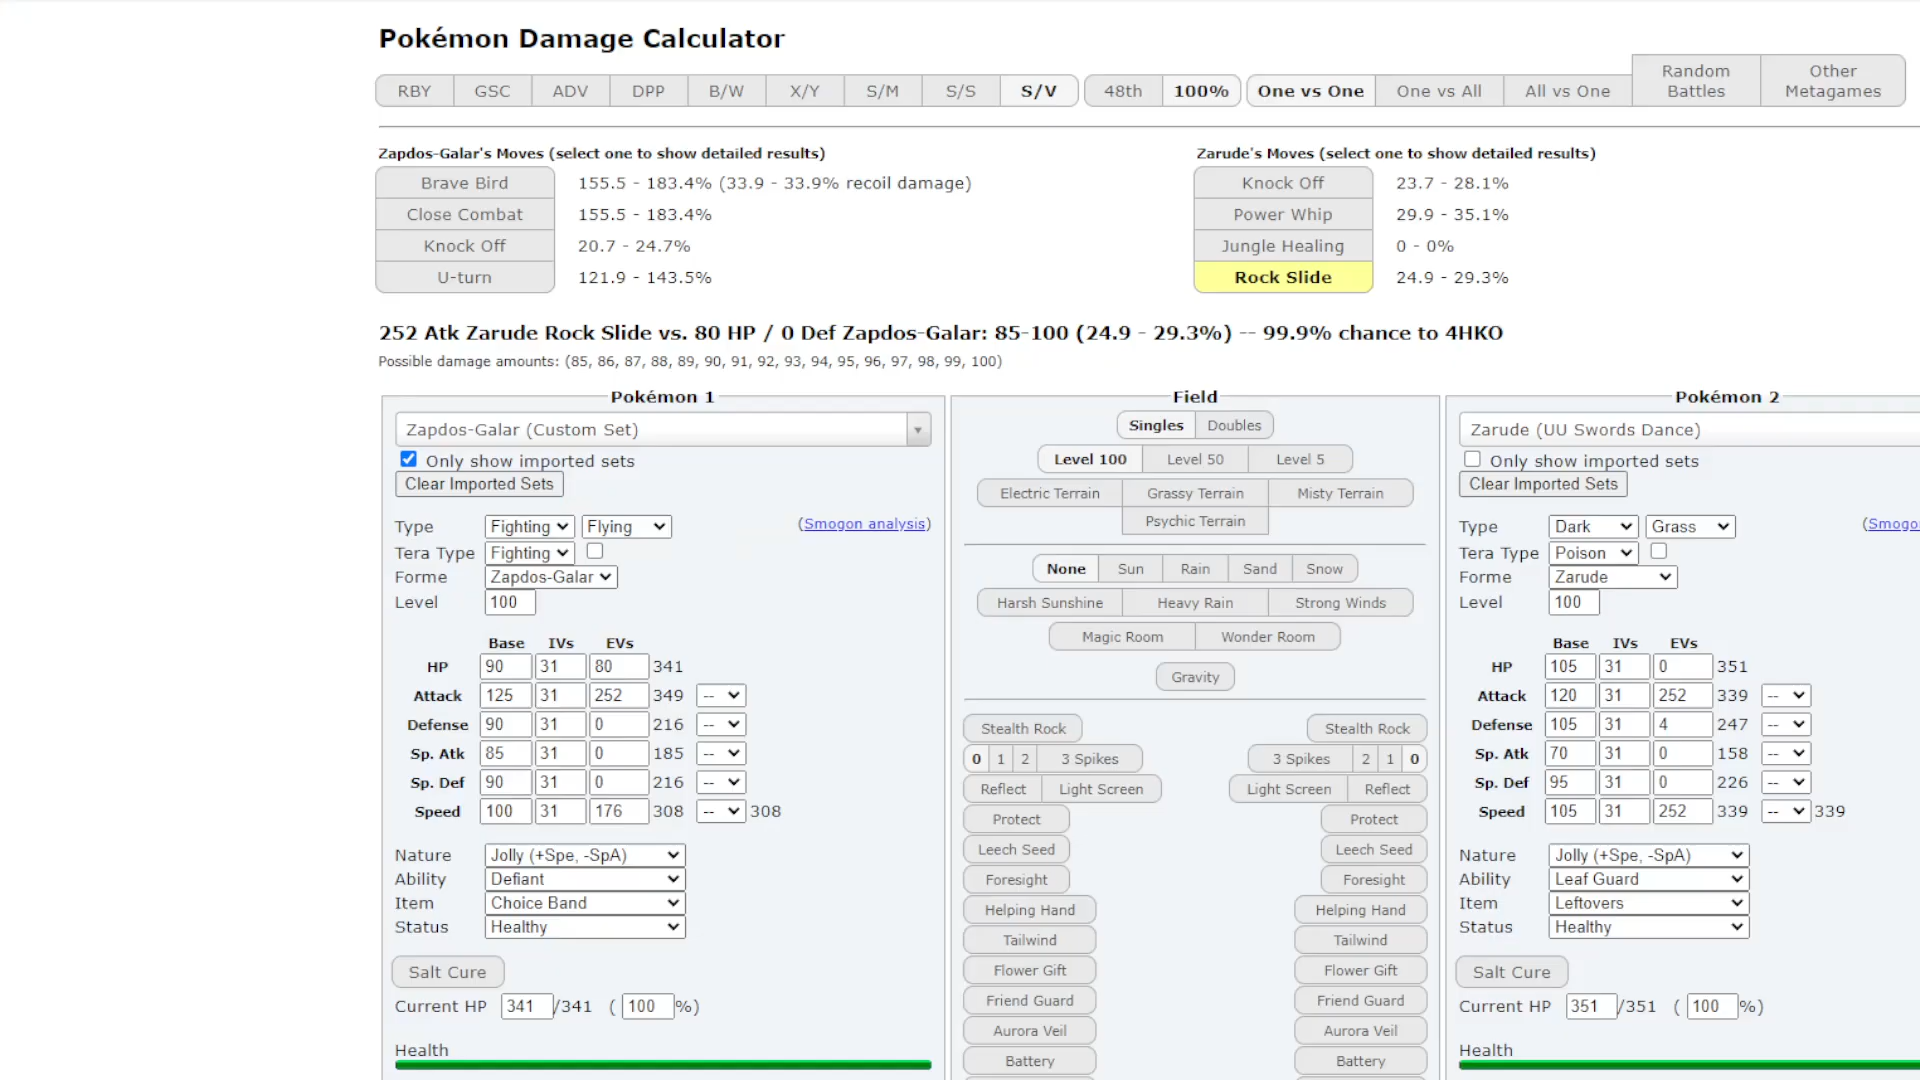 Pokémon Damage Calculator
RBY GSC ADV DPP B/W X/Y S/M S/S S/V 48th 100% One vs One One vs All All vs One Random Battles Other Metagames
Zapdos-Galar's Moves (select one to show detailed results)
Brave Bird 155.5 - 183.4% (33.9 - 33.9% recoil damage)
Close Combat 155.5 - 183.4%
Knock Off 20.7 - 24.7%
U-turn 121.9 - 143.5%
Zarude's Moves (select one to show detailed results)
Knock Off 23.7 - 28.1%
Power Whip 29.9 - 35.1%
Jungle Healing 0 - 0%
Rock Slide 24.9 - 29.3%
252 Atk Zarude Rock Slide vs. 80 HP / 0 Def Zapdos-Galar: 85-100 (24.9 - 29.3%) -- 99.9% chance to 4HKO
Possible damage amounts: (85, 86, 87, 88, 89, 90, 91, 92, 93, 94, 95, 96, 97, 98, 99, 100)
Pokémon 1
Zapdos-Galar (Custom Set)
Only show imported sets
Clear Imported Sets
Type Fighting Flying (Smogon analysis)
Tera Type Fighting
Forme Zapdos-Galar
Level 100
Base IVs EVs
HP 90 31 80 341
Attack 125 31 252 349 --
Defense 90 31 0 216 --
Sp. Atk 85 31 0 185 --
Sp. Def 90 31 0 216 --
Speed 100 31 176 308 -- 308
Nature Jolly (+Spe, -SpA)
Ability Defiant
Item Choice Band
Status Healthy
Salt Cure
Current HP 341/341 (100%)
Health
Field
Singles Doubles
Level 100 Level 50 Level 5
Electric Terrain Grassy Terrain Misty Terrain
Psychic Terrain
None Sun Rain Sand Snow
Harsh Sunshine Heavy Rain Strong Winds
Magic Room Wonder Room
Gravity
Stealth Rock Stealth Rock
0 1 2 3 Spikes 3 Spikes 2 1 0
Reflect Light Screen Light Screen Reflect
Protect Protect
Leech Seed Leech Seed
Foresight Foresight
Helping Hand Helping Hand
Tailwind Tailwind
Flower Gift Flower Gift
Friend Guard Friend Guard
Aurora Veil Aurora Veil
Battery Battery
Pokémon 2
Zarude (UU Swords Dance)
Only show imported sets
Clear Imported Sets
Type Dark Grass (Smogo
Tera Type Poison
Forme Zarude
Level 100
Base IVs EVs
HP 105 31 0 351
Attack 120 31 252 339 --
Defense 105 31 4 247 --
Sp. Atk 70 31 0 158 --
Sp. Def 95 31 0 226 --
Speed 105 31 252 339 -- 339
Nature Jolly (+Spe, -SpA)
Ability Leaf Guard
Item Leftovers
Status Healthy
Salt Cure
Current HP 351/351 (100%)
Health